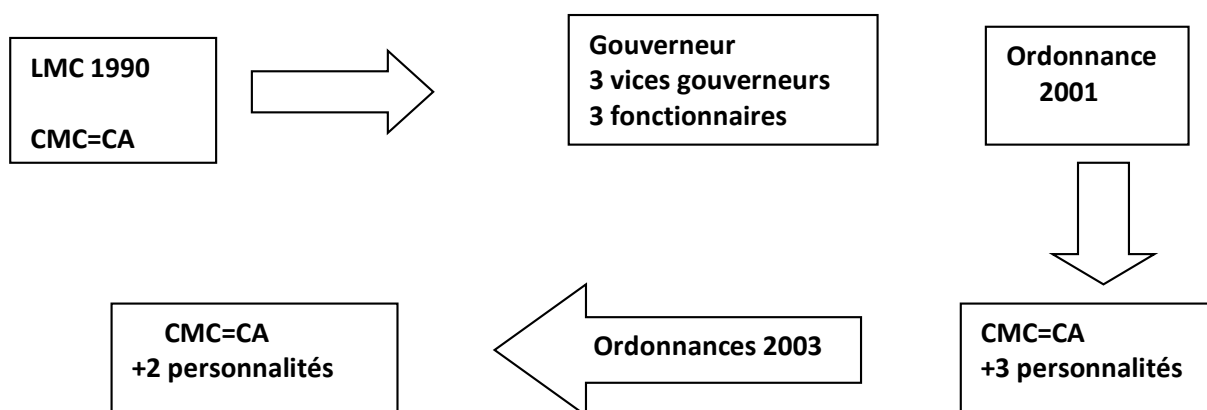 LMC 1990
CMC=CA
Gouverneur
3 vices gouverneurs
3 fonctionnaires
Ordonnance
2001
CMC=CA
+3 personalités
Ordonnances 2003
CMC=CA
+2 personnalités